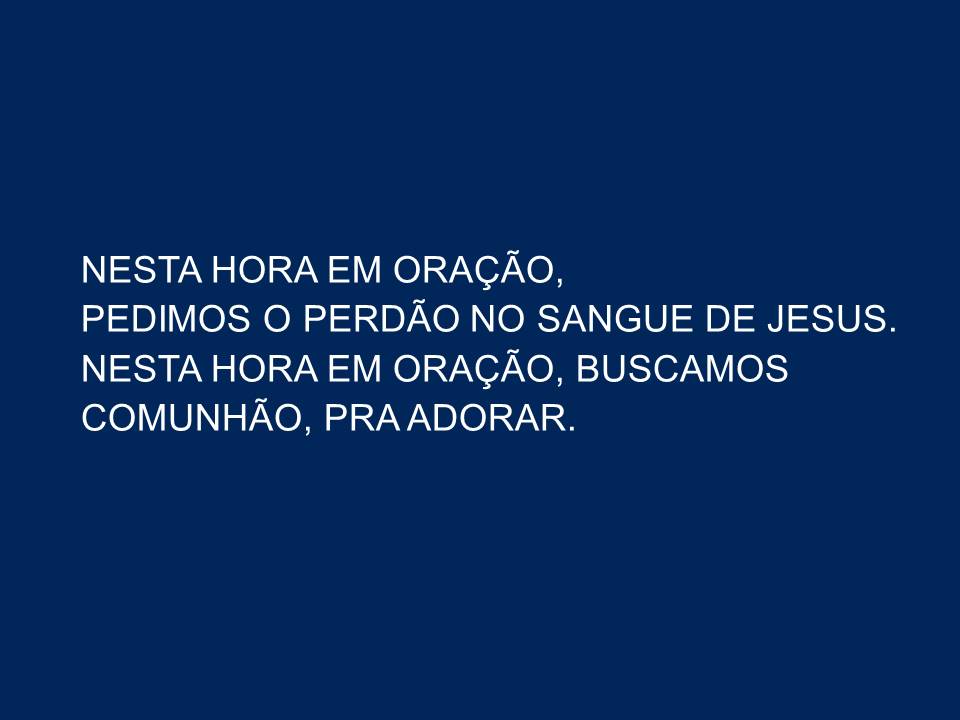 NESTA HORA EM ORAÇÃO,
PEDIMOS O PERDÃO NO SANGUE DE JESUS.
NESTA HORA EM ORAÇÃO, BUSCAMOS
COMUNHÃO, PRA ADORAR.